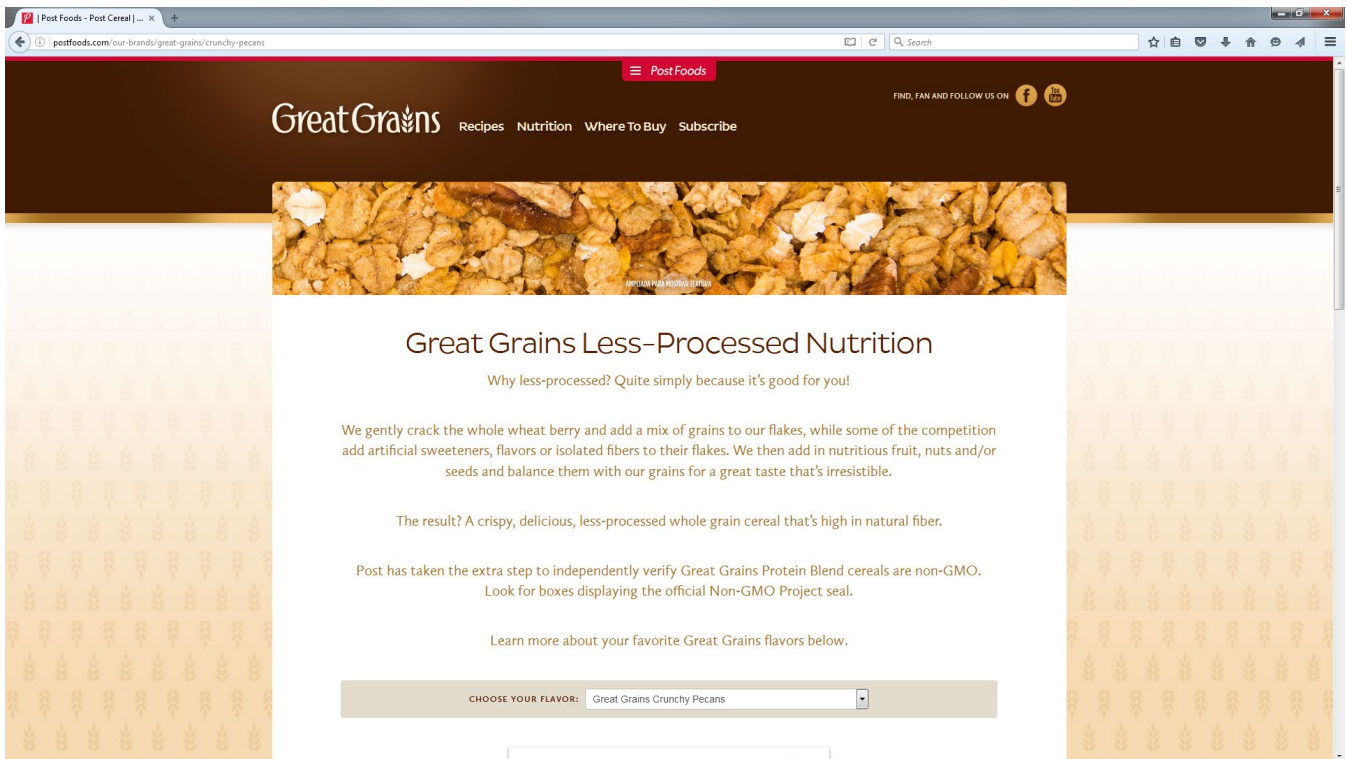 | Post Foods - Post Cereal | ...
postfoods.com/our-brands/great-grains/crunchy-pecans
Search
Post Foods
FIND, FAN AND FOLLOW US ON
You Tube
Great Grains
Recipes Nutrition Where To Buy Subscribe
AMPLIADA PARA MOSTRAR TEXTURA
Great Grains Less-Processed Nutrition
Why less-processed? Quite simply because it's good for you!
We gently crack the whole wheat berry and add a mix of grains to our flakes, while some of the competition
add artificial sweeteners, flavors or isolated fibers to their flakes. We then add in nutritious fruit, nuts and/or
seeds and balance them with our grains for a great taste that's irresistible.
The result? A crispy, delicious, less-processed whole grain cereal that's high in natural fiber.
Post has taken the extra step to independently verify Great Grains Protein Blend cereals are non-GMO.
Look for boxes displaying the official Non-GMO Project seal.
Learn more about your favorite Great Grains flavors below.
CHOOSE YOUR FLAVOR: Great Grains Crunchy Pecans